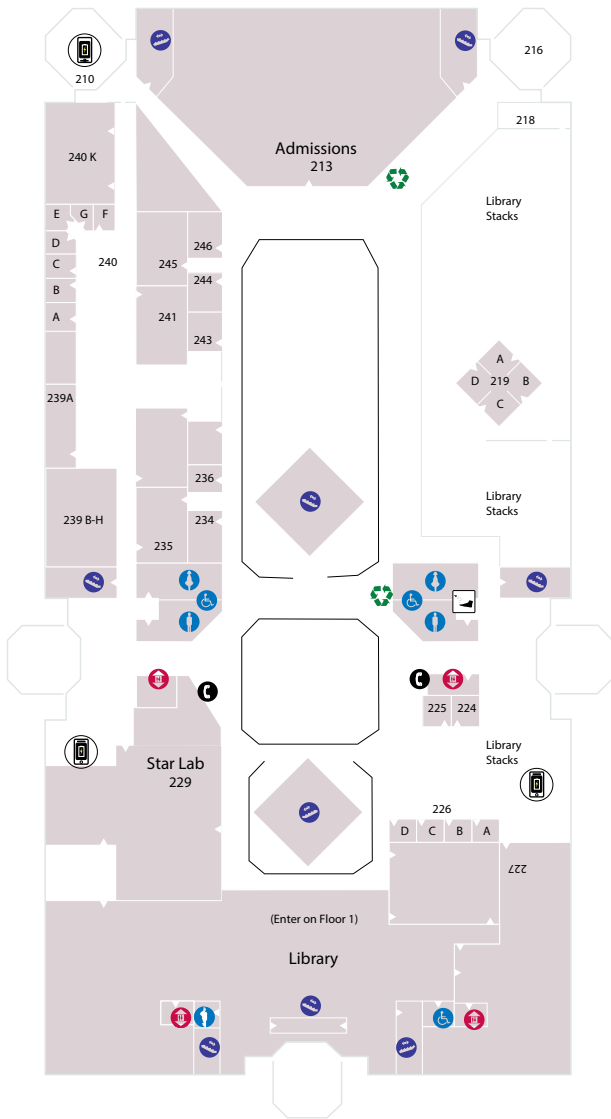 216
210
218
Admissions
213
240 K
Library
Stacks
E
G
F
D
240
246
C
245
244
B
A
241
243
A
D
219
B
C
239A
236
Library
Stacks
239 B-H
234
235
225
224
Library
Stacks
Star Lab
229
226
D
C
B
A
227
(Enter on Floor 1)
Library